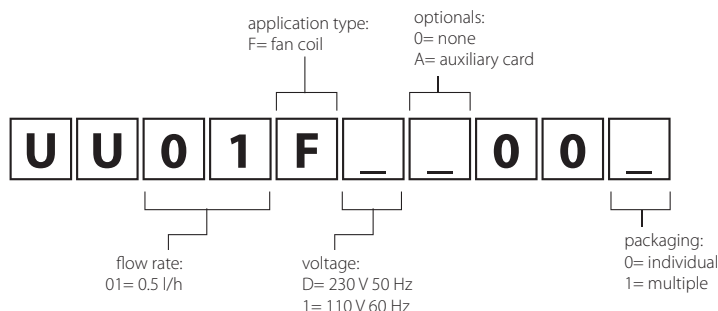 application type:
F= fan coil
optionals:
0= none
A= auxiliary card
U U 0 1 F _ _ 0 0 _
flow rate:
01= 0.5 l/h
voltage:
D= 230 V 50 Hz
1= 110 V 60 Hz
packaging:
0= individual
1= multiple